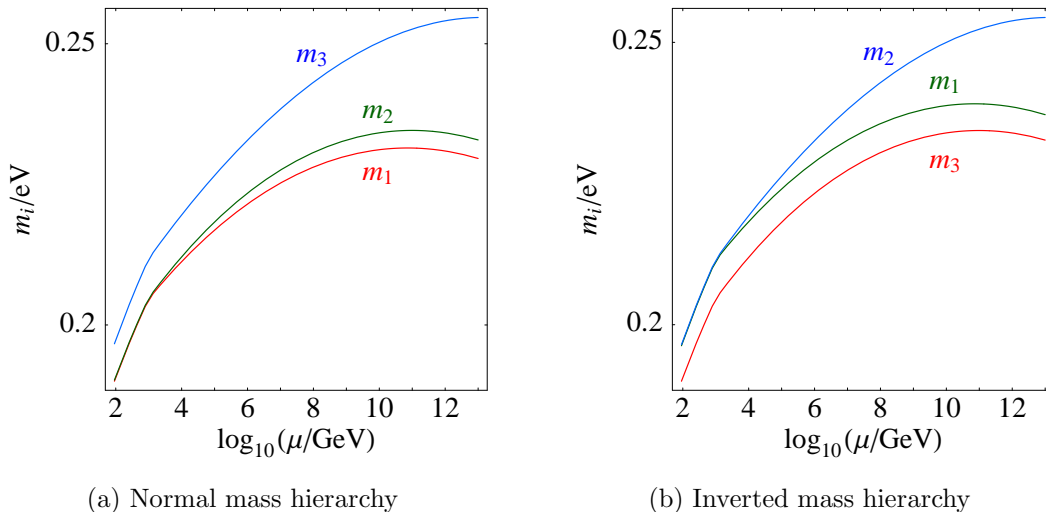 0.25
m₃
m₂
m₁
0.2
mᵢ/eV
2 4 6 8 10 12
log₁₀(μ/GeV)
(a) Normal mass hierarchy
0.25
m₂
m₁
m₃
0.2
mᵢ/eV
2 4 6 8 10 12
log₁₀(μ/GeV)
(b) Inverted mass hierarchy